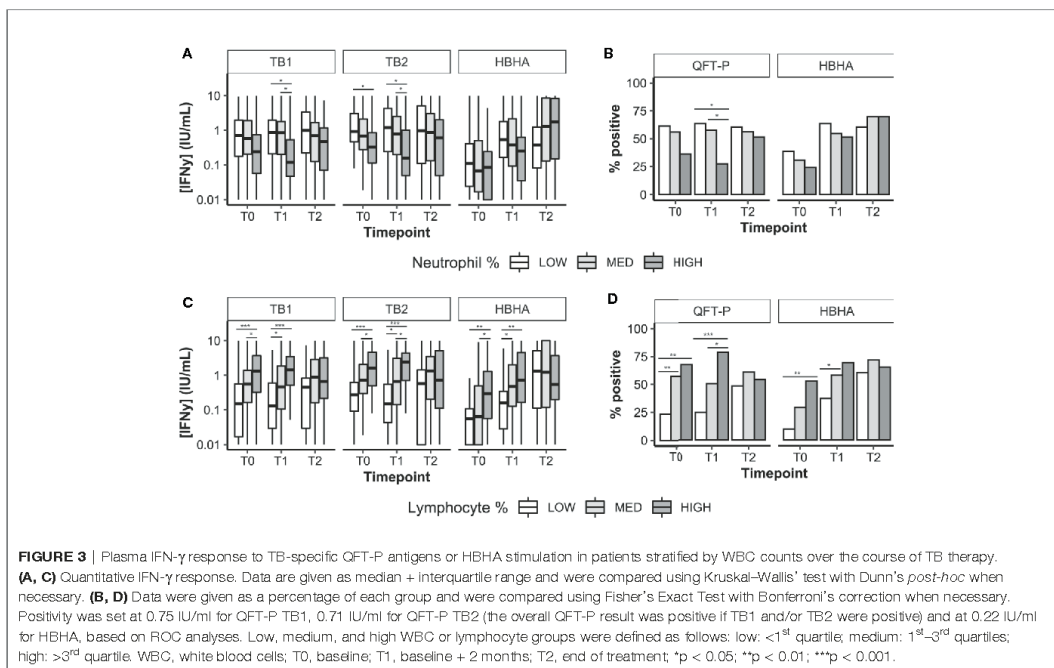 A
TB1 TB2 HBHA
[IFNy] (IU/mL)
10
1
0.1
0.01
* * * * *
T0 T1 T2 T0 T1 T2 T0 T1 T2
Timepoint
B
QFT-P HBHA
% positive
100
75
50
25
0
* *
T0 T1 T2 T0 T1 T2
Timepoint
Neutrophil % LOW MED HIGH
C
TB1 TB2 HBHA
[IFNy] (IU/mL)
10
1
0.1
0.01
*** * *** * *** * *** * * ** * ** *
T0 T1 T2 T0 T1 T2 T0 T1 T2
Timepoint
D
QFT-P HBHA
% positive
100
75
50
25
0
** ** *** * ** *
T0 T1 T2 T0 T1 T2
Timepoint
Lymphocyte % LOW MED HIGH
FIGURE 3 | Plasma IFN-γ response to TB-specific QFT-P antigens or HBHA stimulation in patients stratified by WBC counts over the course of TB therapy.
(A, C) Quantitative IFN-γ response. Data are given as median + interquartile range and were compared using Kruskal–Wallis' test with Dunn's post-hoc when
necessary. (B, D) Data were given as a percentage of each group and were compared using Fisher's Exact Test with Bonferroni's correction when necessary.
Positivity was set at 0.75 IU/ml for QFT-P TB1, 0.71 IU/ml for QFT-P TB2 (the overall QFT-P result was positive if TB1 and/or TB2 were positive) and at 0.22 IU/ml
for HBHA, based on ROC analyses. Low, medium, and high WBC or lymphocyte groups were defined as follows: low: <1st quartile; medium: 1st–3rd quartiles;
high: >3rd quartile. WBC, white blood cells; T0, baseline; T1, baseline + 2 months; T2, end of treatment; *p < 0.05; **p < 0.01; ***p < 0.001.